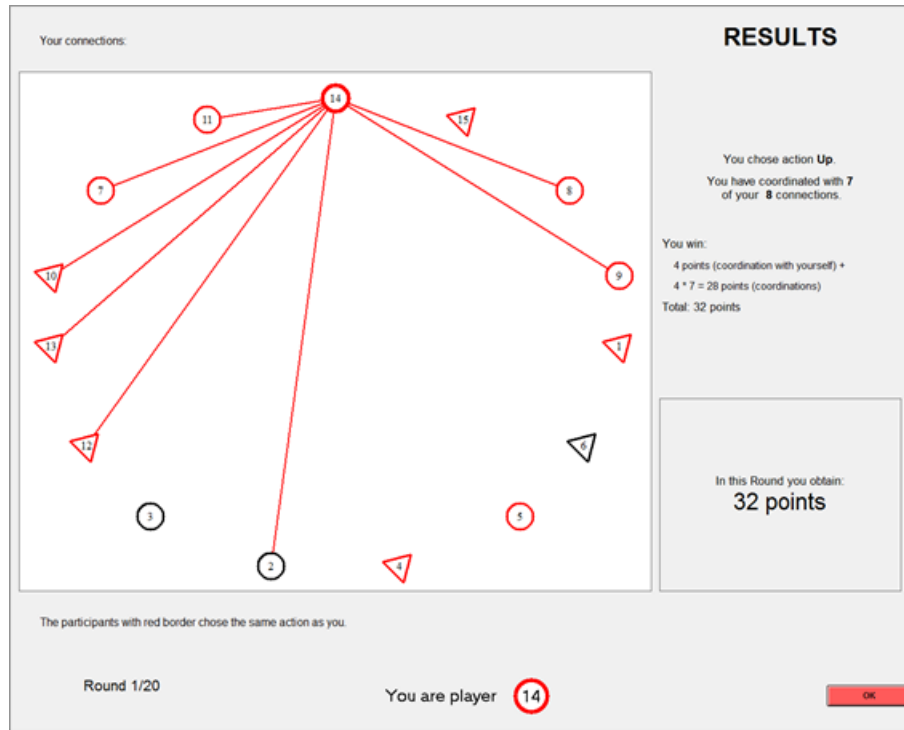 Your connections:
RESULTS
14
11
15
7
8
10
9
13
1
12
6
3
5
2
4
You chose action Up.
You have coordinated with 7
of your 8 connections.
You win:
4 points (coordination with yourself) +
4 * 7 = 28 points (coordinations)
Total: 32 points
In this Round you obtain:
32 points
The participants with red border chose the same action as you.
Round 1/20
You are player 14
OK